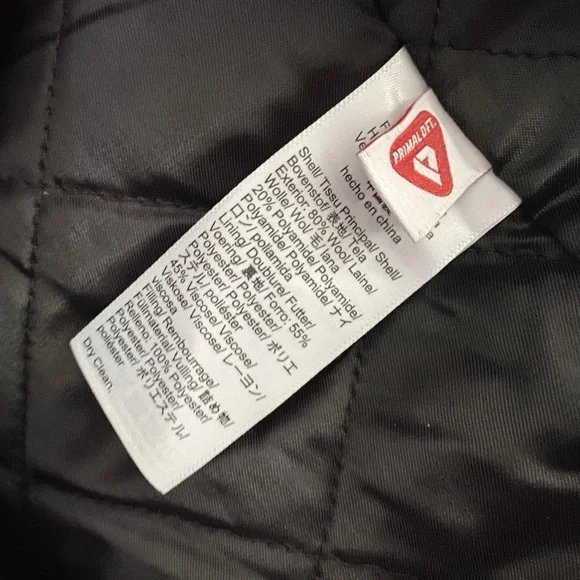 PRIMALOFT.
hecho en china
Shell/ Tissu Principal/ Shell/
Bovenstof/ 表地/Tela
Exterior: 80% Wool/ Laine/
Wolle/ Wol/ 毛/ lana
20% Polyamide/Polyamide/
Polyamide/ Polyamide/ ナイ
ロン/ poliamida
Lining/ Doublure/ Futter/
Voering/ 裏地/ Forro: 55%
Polyester/ Polyester/
Polyester/ Polyester/ ポリエ
ステル/ poliéster
45% Viscose/ Viscose/
Viskose/ Viscose/ レーヨン/
viscosa
Filling/ Rembourrage/
Füllmaterial/ Vulling/ 詰め物/
Relleno: 100% Polyester/
Polyester/ Polyester/
Polyester/ ポリエステル/
poliéster
Dry Clean.